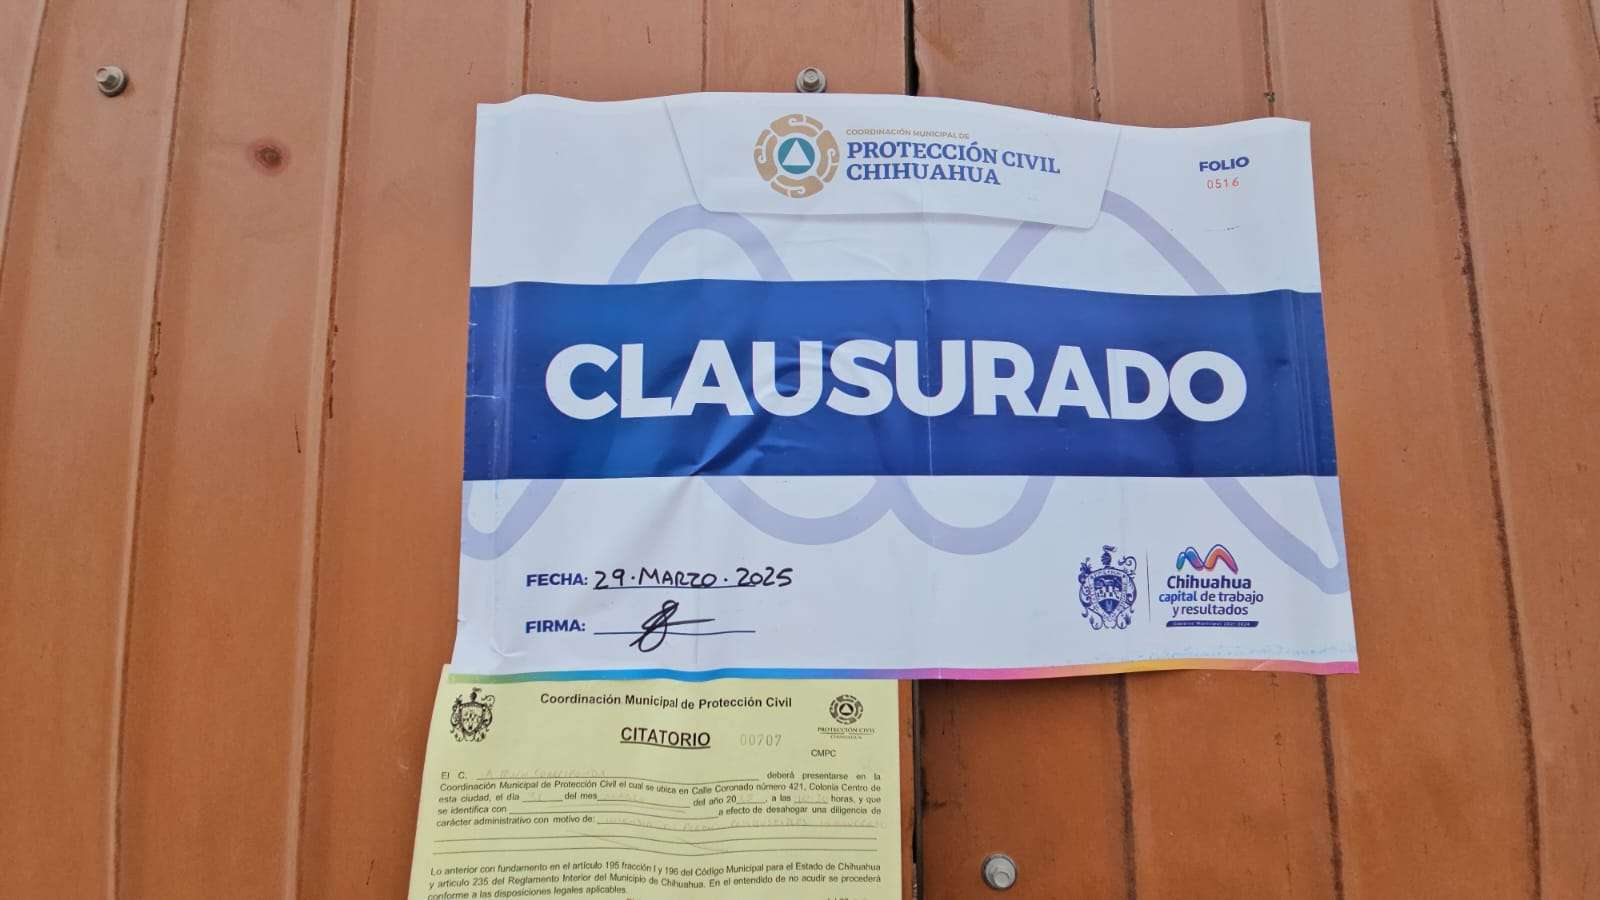 COORDINACIÓN MUNICIPAL DE
PROTECCIÓN CIVIL
CHIHUAHUA
FOLIO
0516
CLAUSURADO
FECHA: 29·MARZO·2025
FIRMA:
Chihuahua
capital de trabajo
y resultados
Gobierno Municipal 2021-2024
Coordinación Municipal de Protección Civil
CITATORIO 00707
PROTECCIÓN CIVIL
CHIHUAHUA
CMPC
El C. deberá presentarse en la
Coordinación Municipal de Protección Civil el cual se ubica en Calle Coronado número 421, Colonia Centro de
esta ciudad, el día del mes del año 20 , a las horas, y que
se identifica con a efecto de desahogar una diligencia de
carácter administrativo con motivo de:
Lo anterior con fundamento en el artículo 195 fracción I y 196 del Código Municipal para el Estado de Chihuahua
y artículo 235 del Reglamento Interior del Municipio de Chihuahua. En el entendido de no acudir se procederá
conforme a las disposiciones legales aplicables.